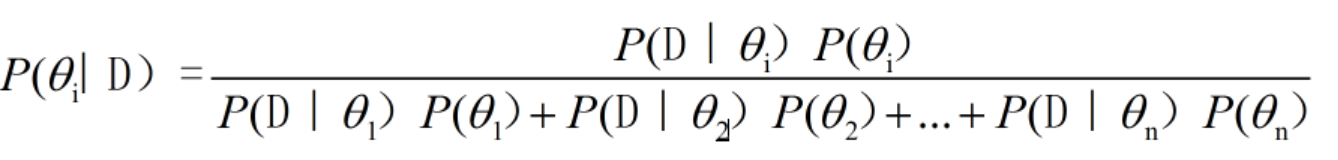 P(θᵢ| D) = P(D | θᵢ) P(θᵢ)
P(D | θ₁) P(θ₁)+P(D | θ₂) P(θ₂)+...+P(D | θₙ) P(θₙ)